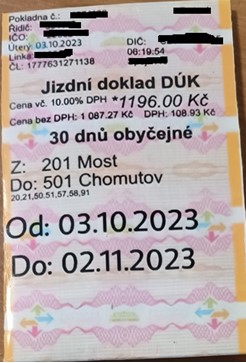 Pokladna č.:
Řidič:
IČO:
Úterý 03.10.2023 DIČ:
Linka: 06:19:54
ČL: 1777631271138
Jizdní doklad DÚK
Cena vč. 10.00% DPH *1196.00 Kč
Cena bez DPH: 1 087.27 Kč DPH: 108.93 Kč
30 dnů obyčejné
Z: 201 Most
Do: 501 Chomutov
20,21,50,51,57,58,91
Od: 03.10.2023
Do: 02.11.2023